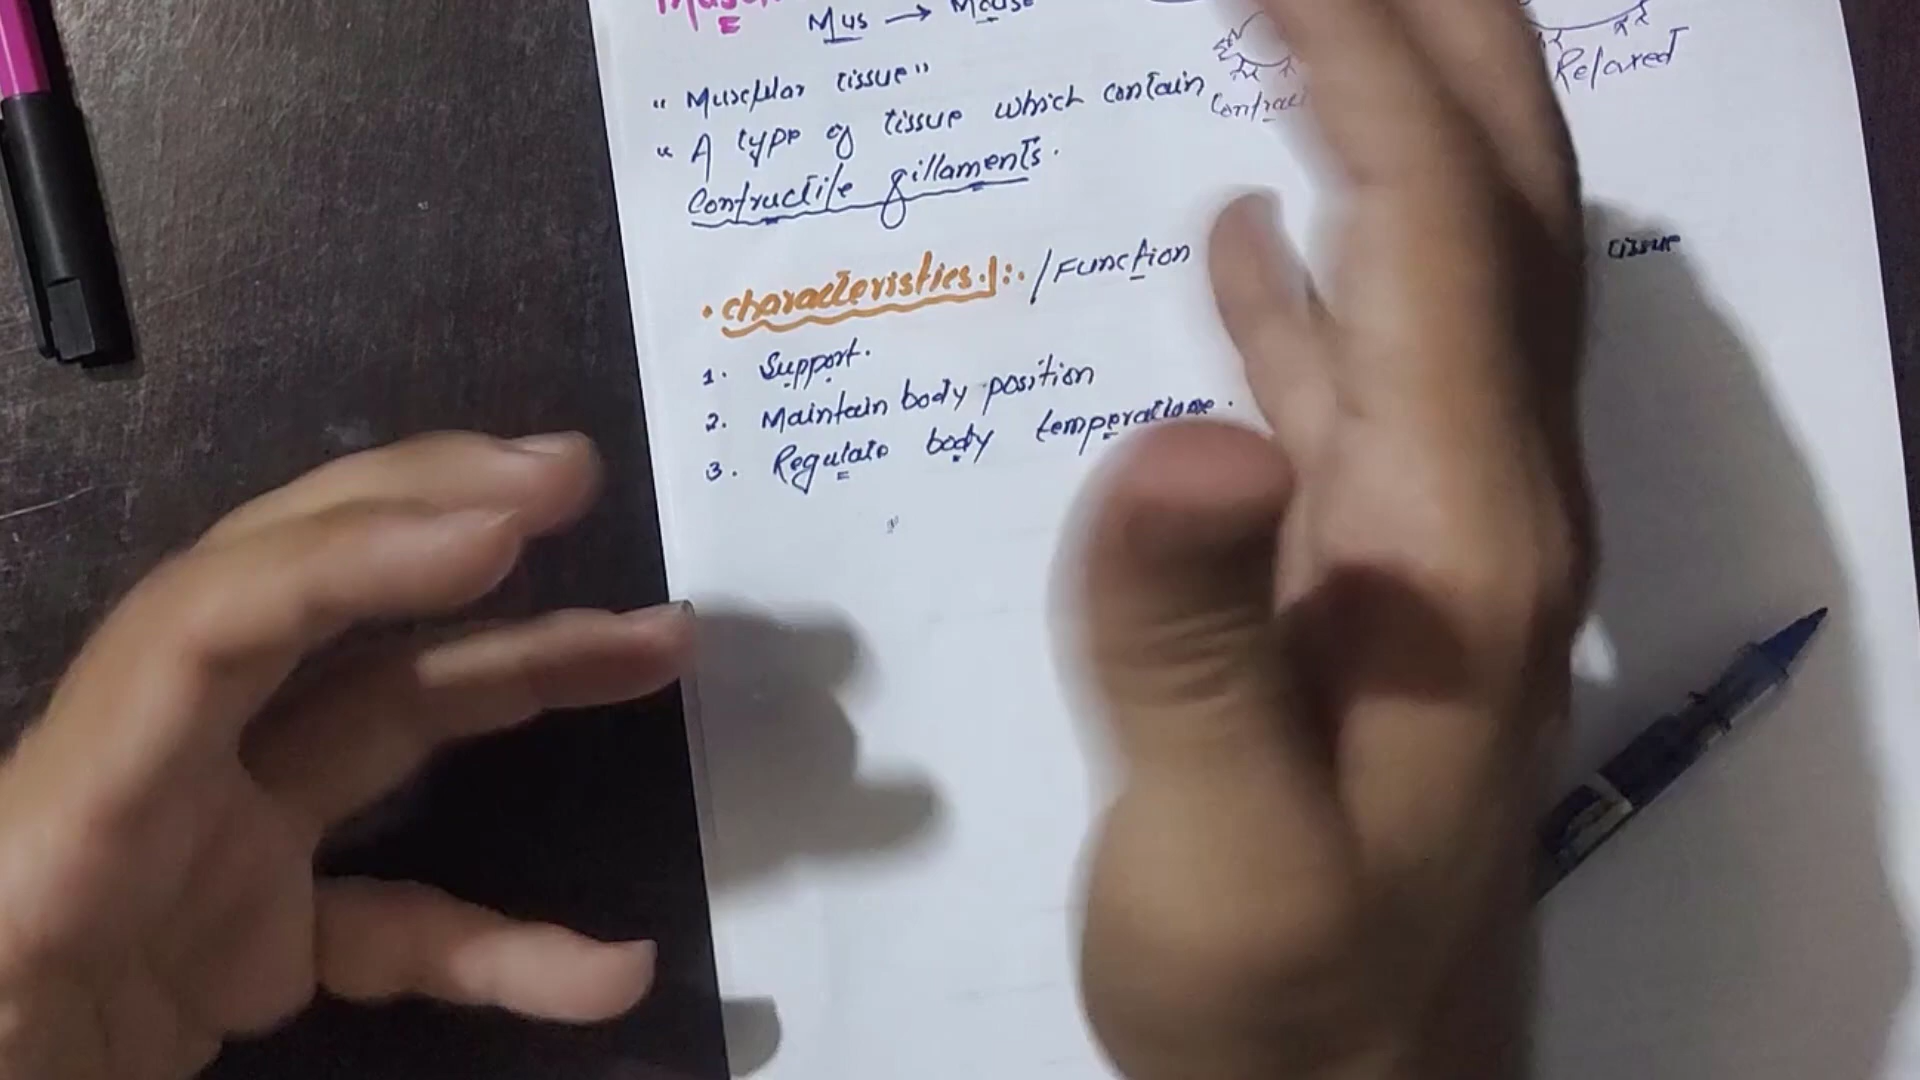 Mus → Mouse
Relaxed
"Muscular tissue"
" A type of tissue which contain
Contractile fillaments.
tissue
• characteristics.]:. / Function
1. Support.
2. Maintain body position
3. Regulate body temperature.